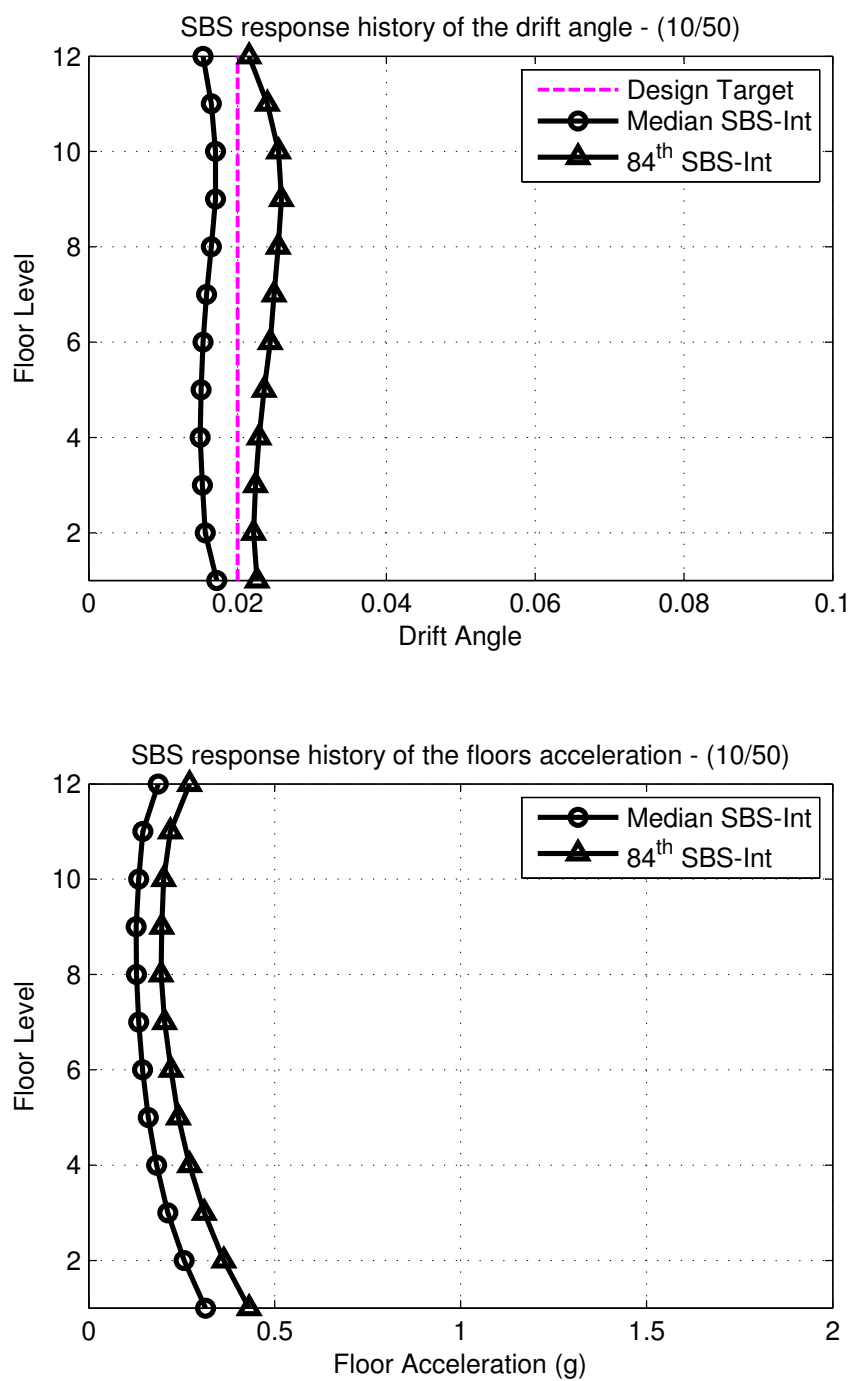 SBS response history of the drift angle - (10/50)
12
10
8
6
4
2
Floor Level
Design Target
Median SBS-Int
84th SBS-Int
0 0.02 0.04 0.06 0.08 0.1
Drift Angle
SBS response history of the floors acceleration - (10/50)
12
10
8
6
4
2
Floor Level
Median SBS-Int
84th SBS-Int
0 0.5 1 1.5 2
Floor Acceleration (g)